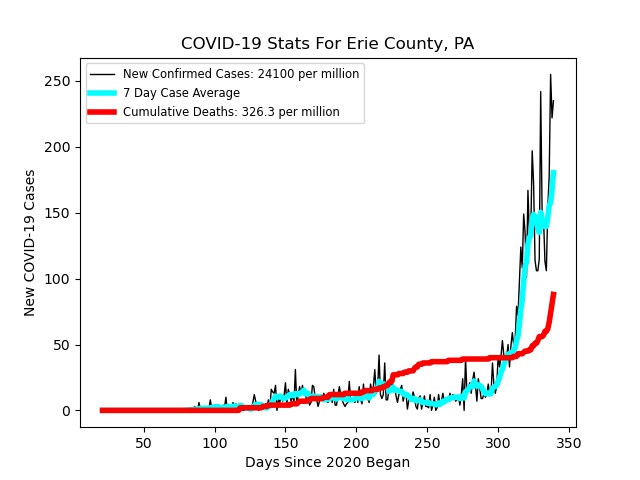 COVID-19 Stats For Erie County, PA
New Confirmed Cases: 24100 per million
7 Day Case Average
Cumulative Deaths: 326.3 per million
New COVID-19 Cases
250
200
150
100
50
0
50 100 150 200 250 300 350
Days Since 2020 Began